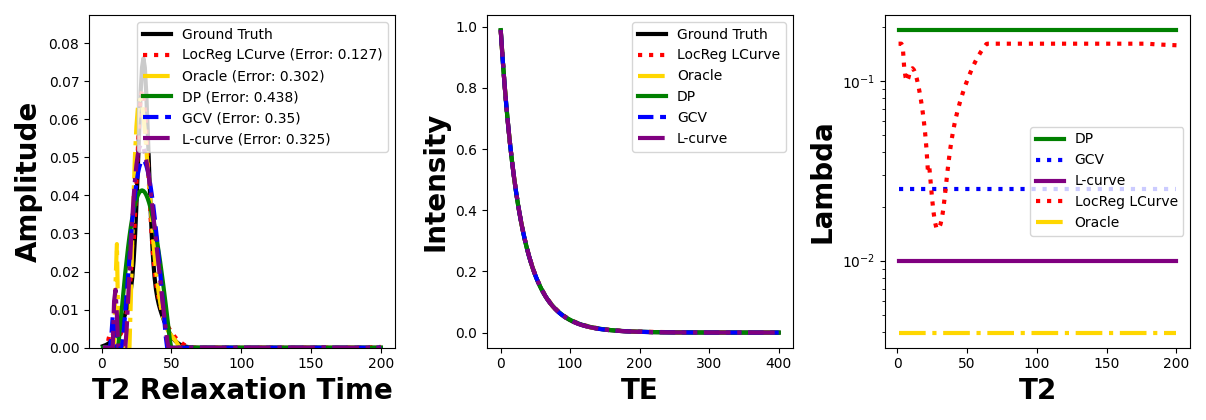 Amplitude
0.08
0.07
0.06
0.05
0.04
0.03
0.02
0.01
0.00
0
50
100
150
200
T2 Relaxation Time
Ground Truth
LocReg LCurve (Error: 0.127)
Oracle (Error: 0.302)
DP (Error: 0.438)
GCV (Error: 0.35)
L-curve (Error: 0.325)
Intensity
1.0
0.8
0.6
0.4
0.2
0.0
0
100
200
300
400
TE
Ground Truth
LocReg LCurve
Oracle
DP
GCV
L-curve
Lambda
10⁻¹
10⁻²
0
50
100
150
200
T2
DP
GCV
L-curve
LocReg LCurve
Oracle